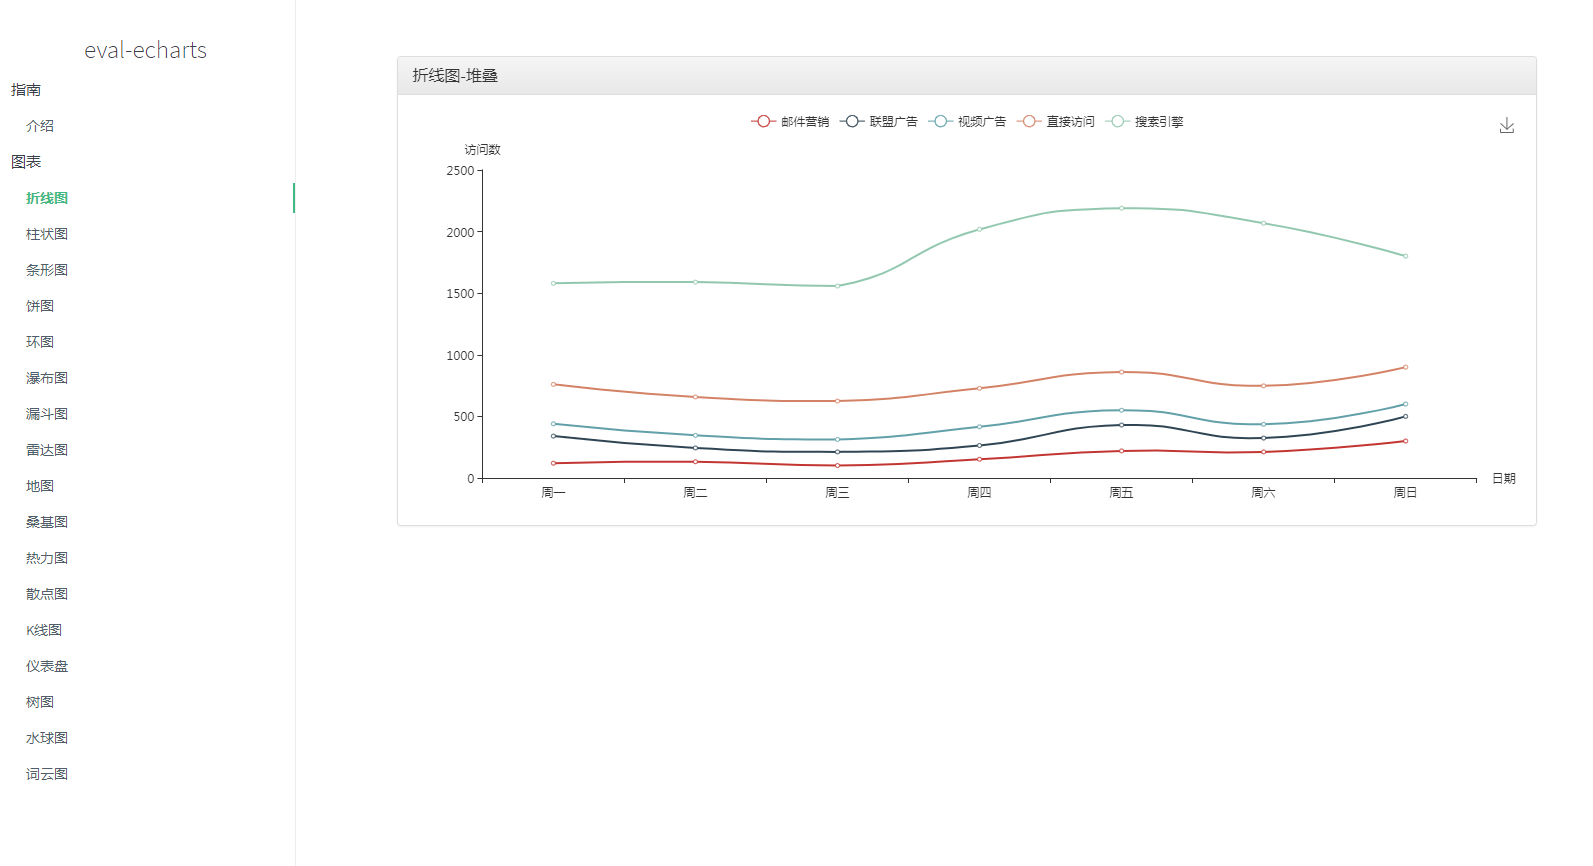 eval-echarts
指南
介绍
图表
折线图
柱状图
条形图
饼图
环图
瀑布图
漏斗图
雷达图
地图
桑基图
热力图
散点图
K线图
仪表盘
树图
水球图
词云图
折线图-堆叠
邮件营销 联盟广告 视频广告 直接访问 搜索引擎
访问数
2500
2000
1500
1000
500
0
周一 周二 周三 周四 周五 周六 周日
日期